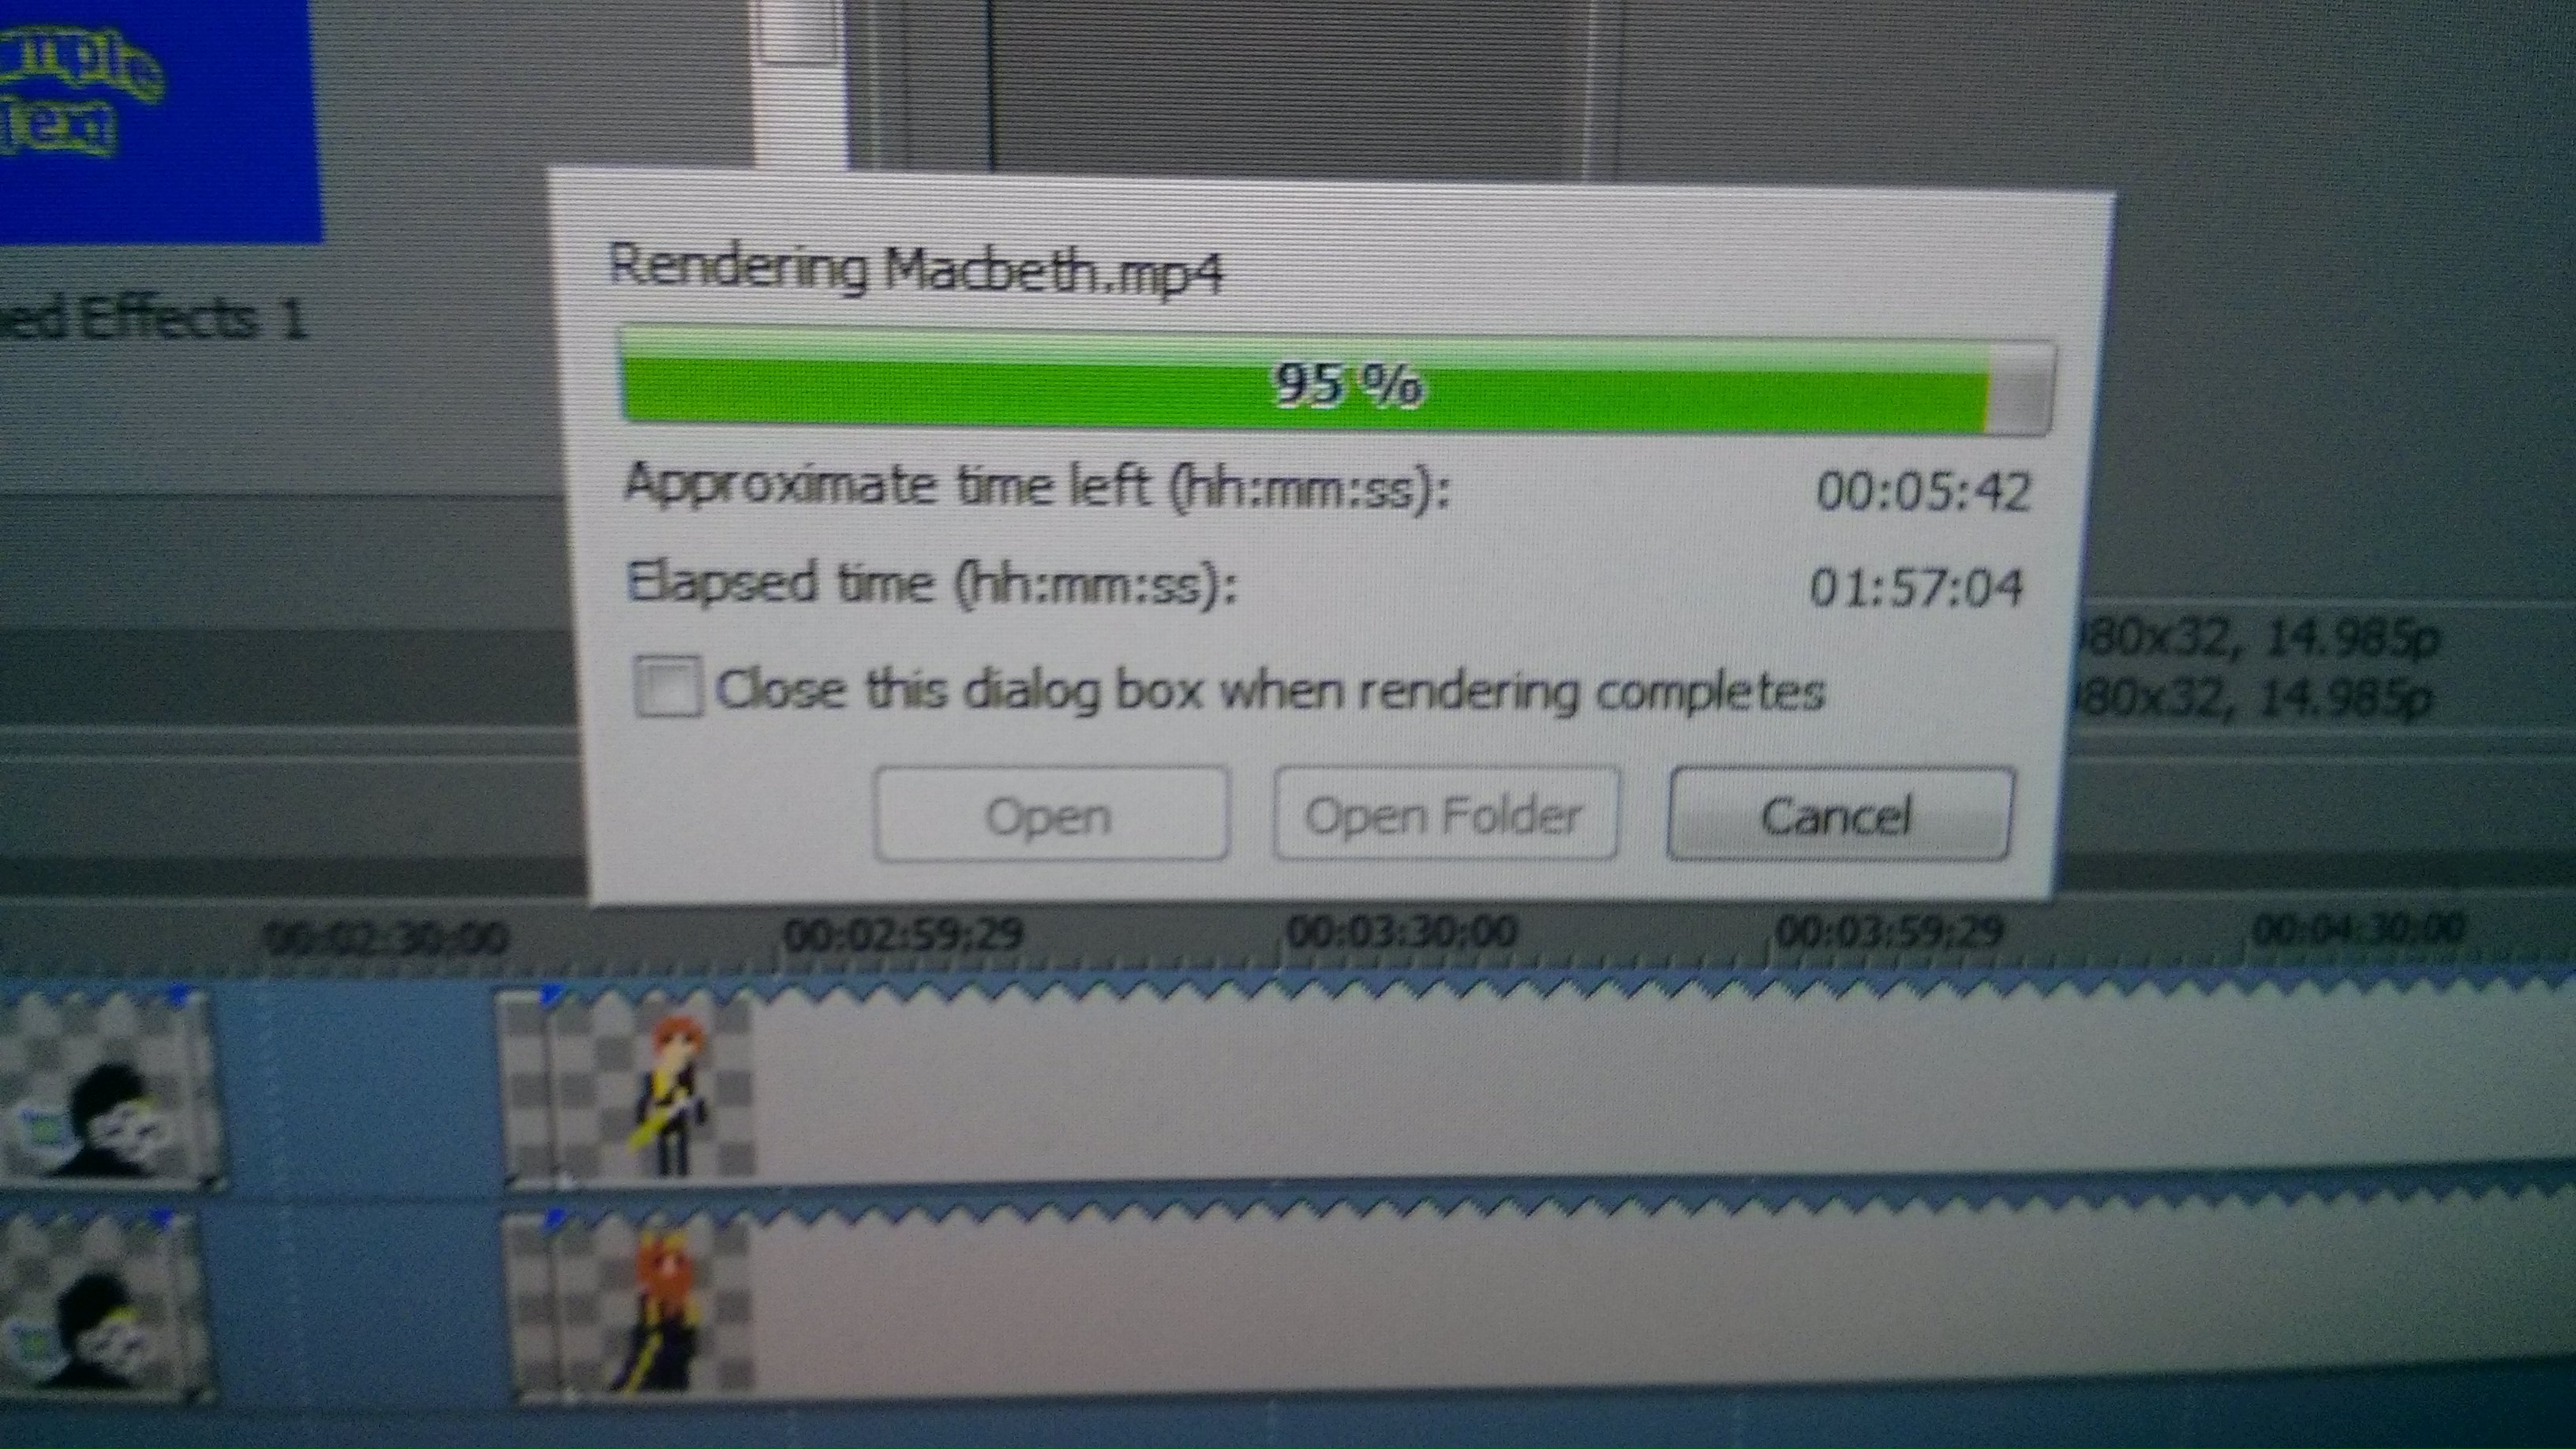 Text
ed Effects 1
Rendering Macbeth.mp4
95 %
Approximate time left (hh:mm:ss): 00:05:42
Elapsed time (hh:mm:ss): 01:57:04
80x32, 14.985p
Close this dialog box when rendering completes
80x32, 14.985p
Open Open Folder Cancel
00:02:30;00 00:02:59;29 00:03:30;00 00:03:59;29 00:04:30;00